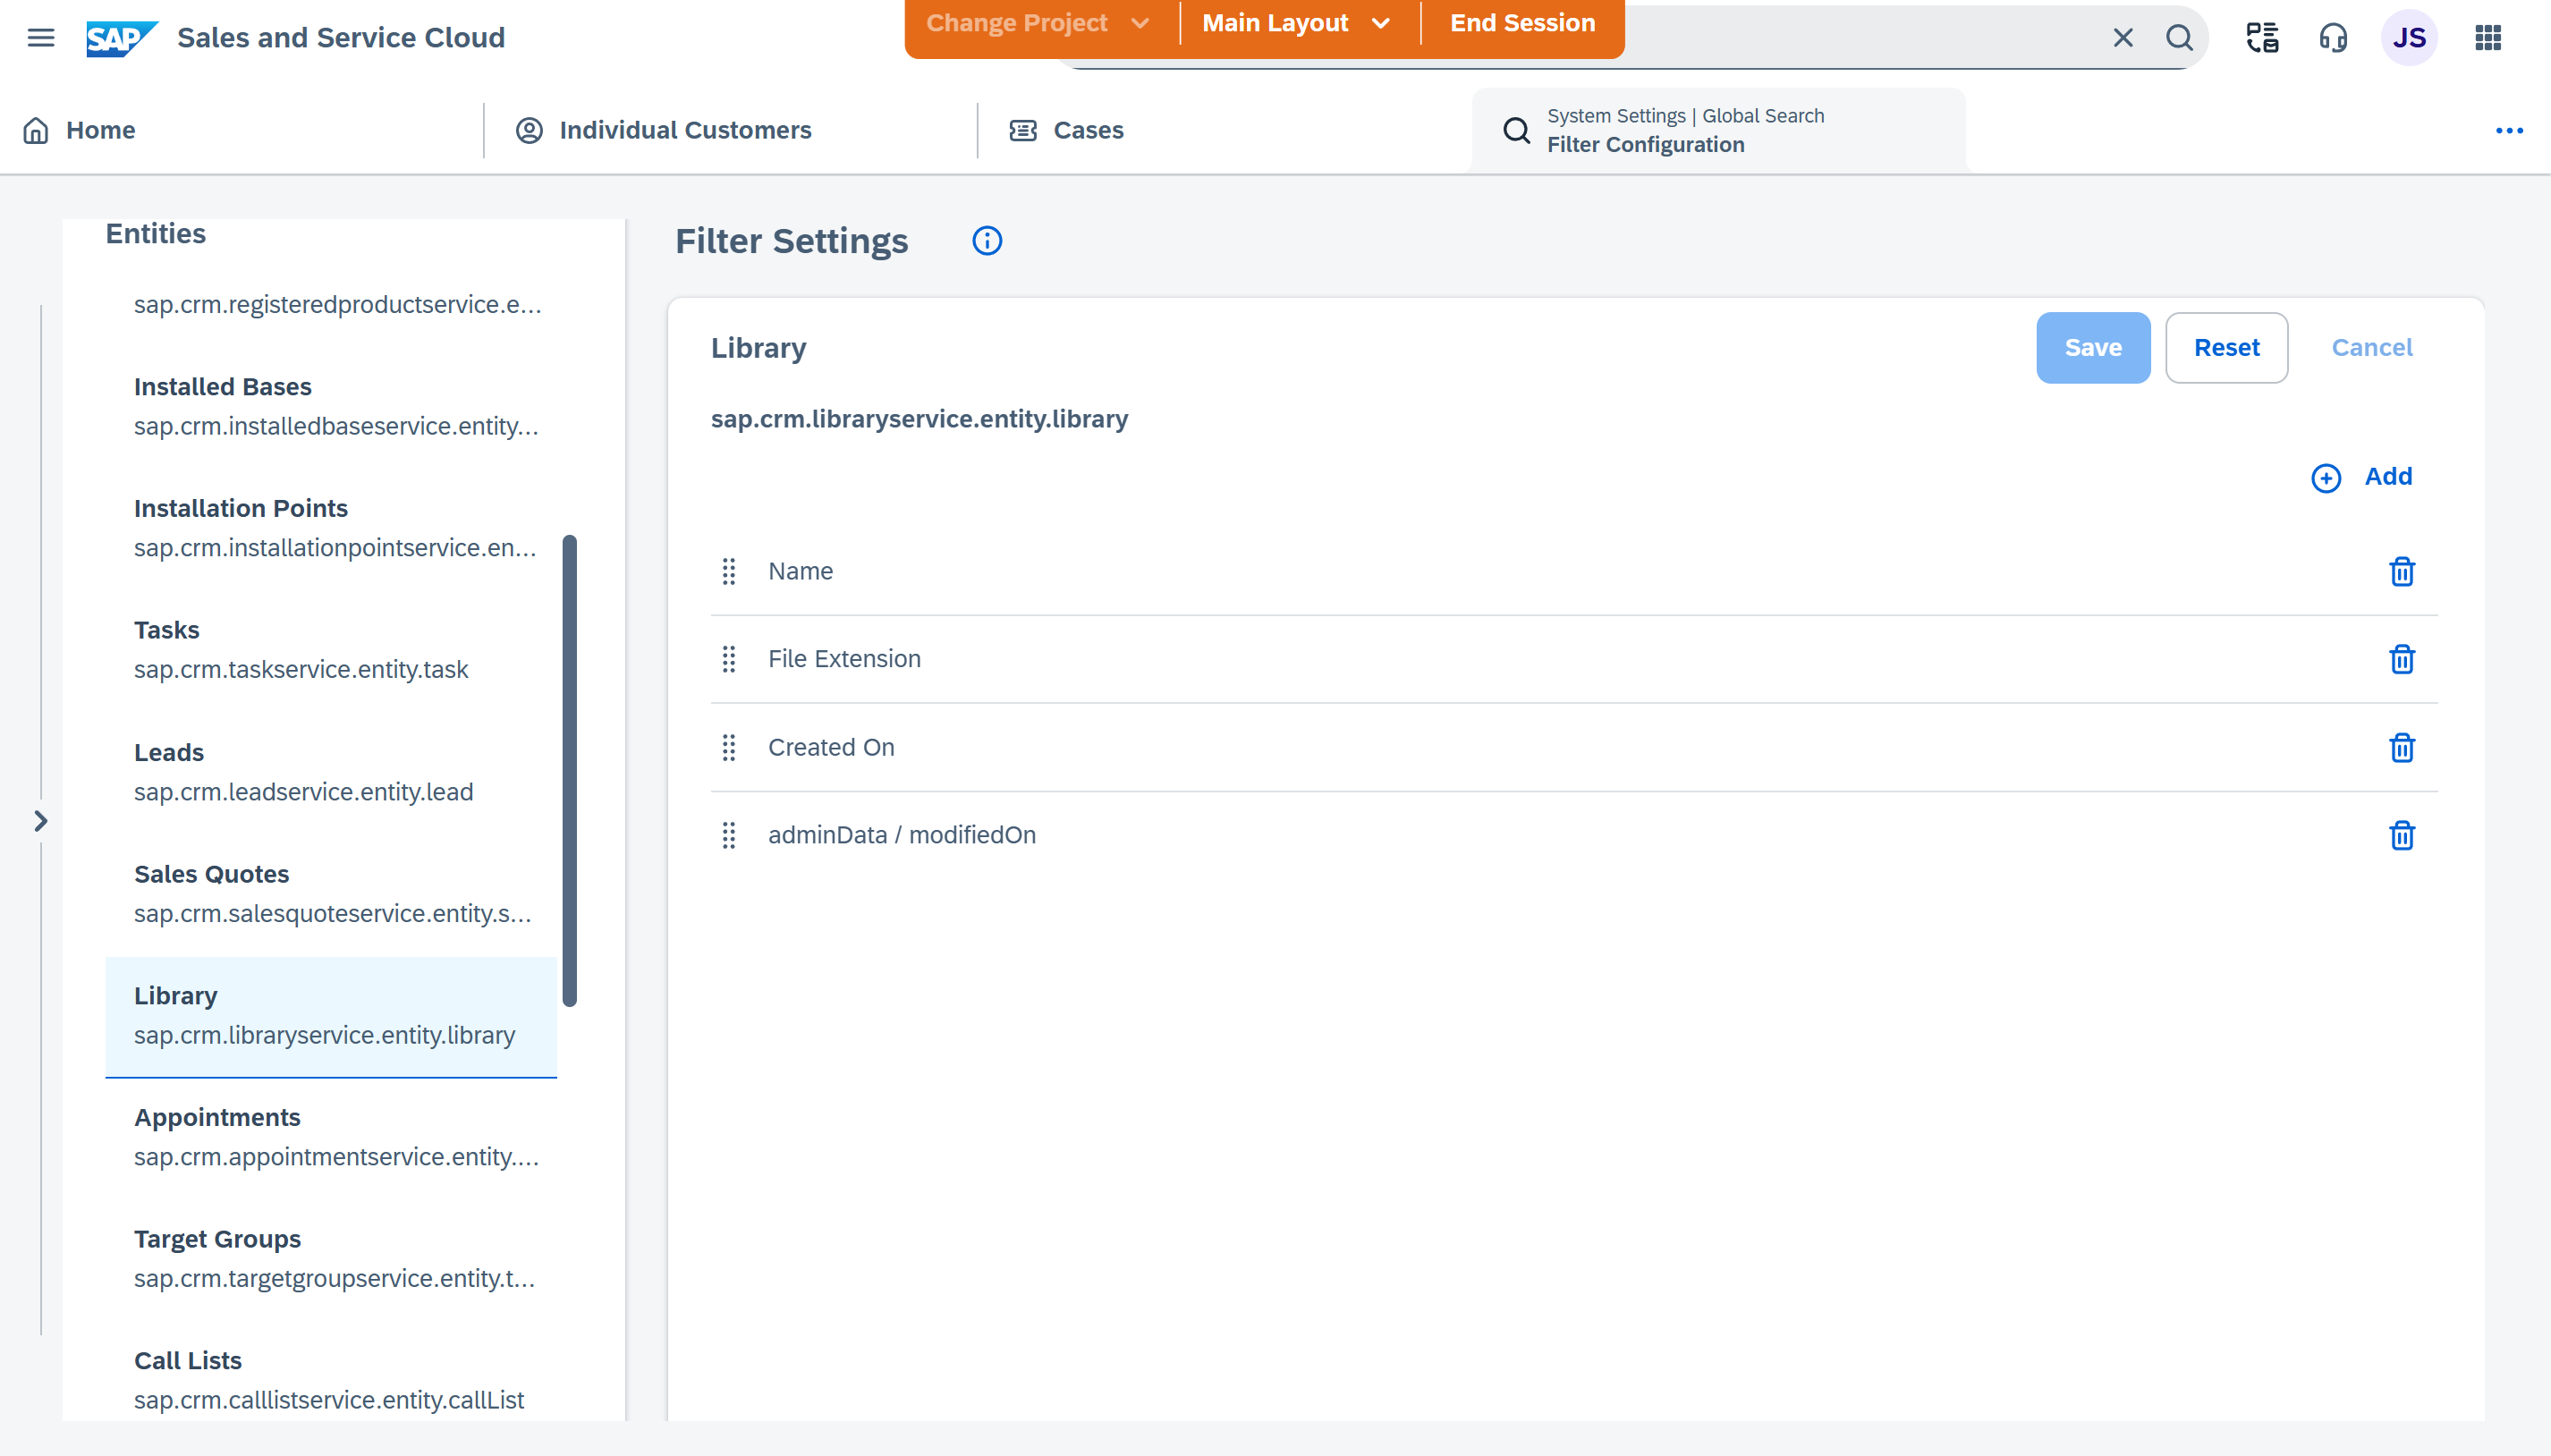 SAP Sales and Service Cloud
Change Project Main Layout End Session
JS
Home
Individual Customers
Cases
System Settings | Global Search
Filter Configuration
Entities
sap.crm.registeredproductservice.e...
Installed Bases
sap.crm.installedbaseservice.entity...
Installation Points
sap.crm.installationpointservice.en...
Tasks
sap.crm.taskservice.entity.task
Leads
sap.crm.leadservice.entity.lead
Sales Quotes
sap.crm.salesquoteservice.entity.s...
Library
sap.crm.libraryservice.entity.library
Appointments
sap.crm.appointmentservice.entity....
Target Groups
sap.crm.targetgroupservice.entity.t...
Call Lists
sap.crm.calllistservice.entity.callList
Filter Settings
Library
Save Reset Cancel
sap.crm.libraryservice.entity.library
Add
Name
File Extension
Created On
adminData / modifiedOn